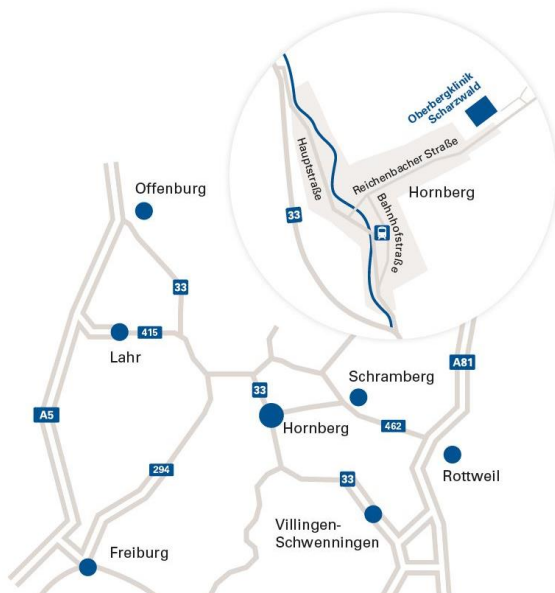 Oberbergklinik
Scharzwald
Hauptstraße
Reichenbacher Straße
Hornberg
33
Bahnhofstraße
Offenburg
33
415
Lahr
A81
33
Schramberg
A5
Hornberg
462
294
33
Rottweil
Villingen-
Schwenningen
Freiburg